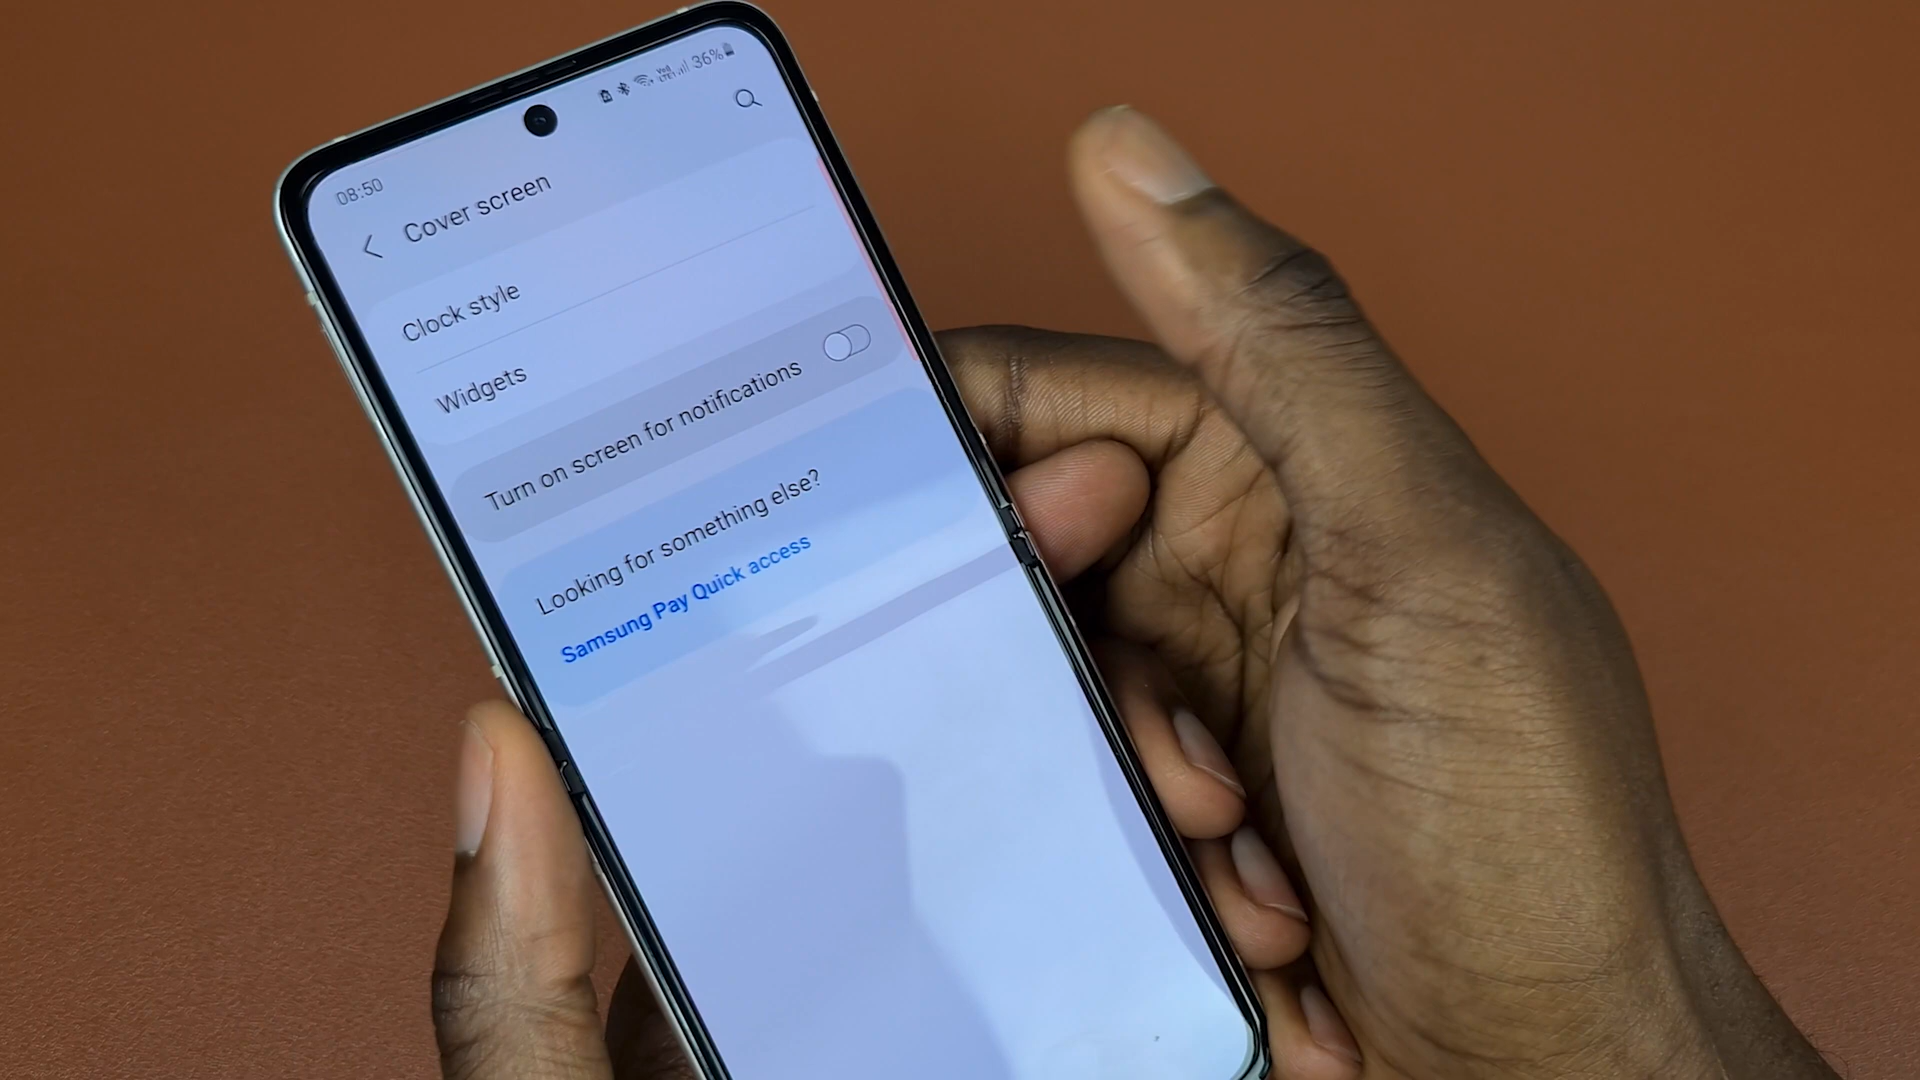 08:50
36%
Cover screen
Clock style
Widgets
Turn on screen for notifications
Looking for something else?
Samsung Pay Quick access